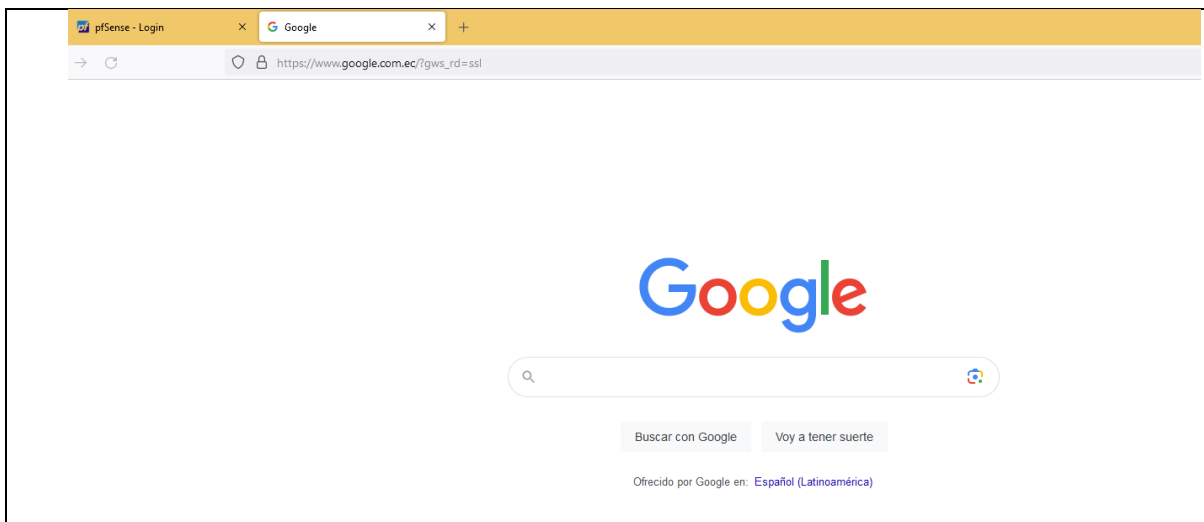 pfSense - Login
Google
https://www.google.com.ec/?gws_rd=ssl
Google
Buscar con Google
Voy a tener suerte
Ofrecido por Google en: Español (Latinoamérica)